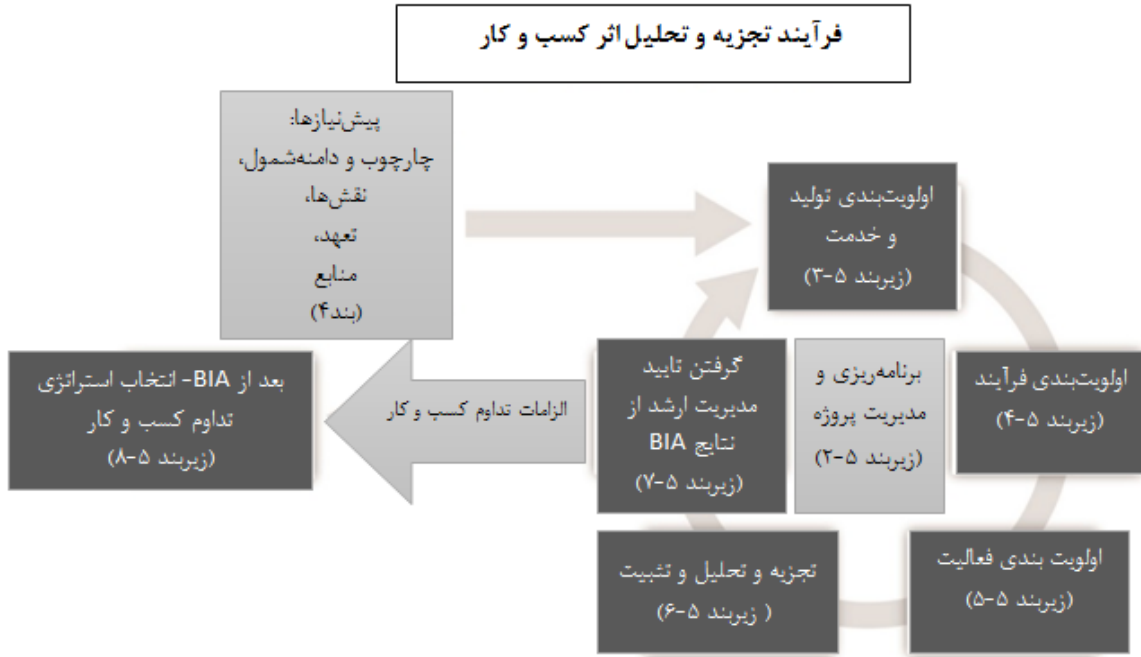 فرآیند تجزیه و تحلیل اثر کسب و کار
پیش‌نیازها:
چارچوب و دامنه‌شمول،
نقش‌ها،
تعهد،
منابع
(بند۴)
اولویت‌بندی تولید
و خدمت
(زیربند ۵-۳)
اولویت‌بندی فرآیند
(زیربند ۵-۴)
اولویت بندی فعالیت
(زیربند ۵-۵)
تجزیه و تحلیل و تثبیت
( زیربند ۵-۶)
گرفتن تایید
مدیریت ارشد از
نتایج BIA
(زیربند ۵-۷)
برنامه‌ریزی و
مدیریت پروژه
(زیربند ۵-۲)
الزامات تداوم کسب و کار
بعد از BIA- انتخاب استراتژی
تداوم کسب و کار
(زیربند ۵-۸)